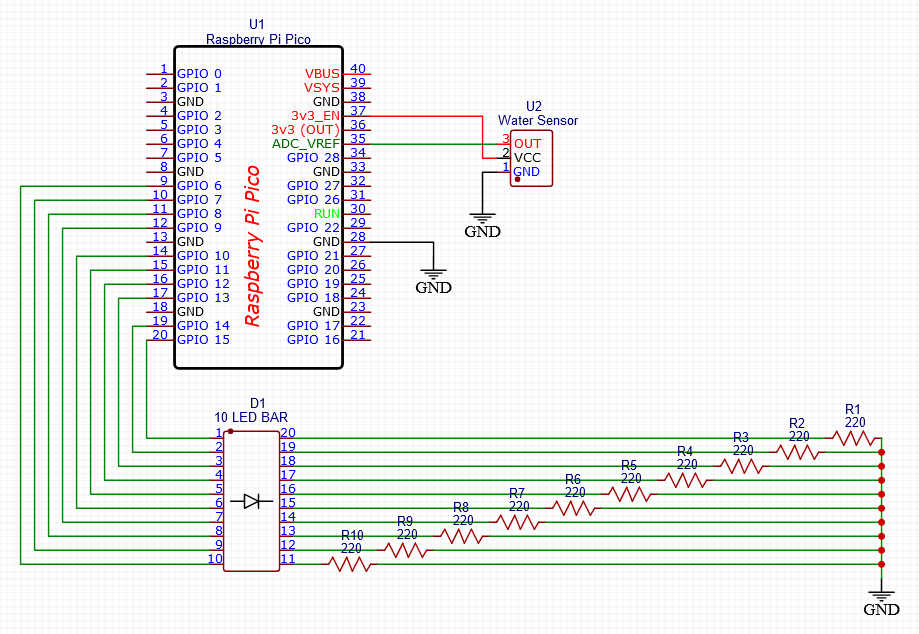 U1
Raspberry Pi Pico
1 GPIO 0 VBUS 40
2 GPIO 1 VSYS 39
3 GND GND 38
4 GPIO 2 3v3_EN 37
5 GPIO 3 3v3 (OUT) 36
6 GPIO 4 ADC_VREF 35
7 GPIO 5 GPIO 28 34
8 GND GND 33
9 GPIO 6 GPIO 27 32
10 GPIO 7 GPIO 26 31
11 GPIO 8 RUN 30
12 GPIO 9 GPIO 22 29
13 GND GND 28
14 GPIO 10 GPIO 21 27
15 GPIO 11 GPIO 20 26
16 GPIO 12 GPIO 19 25
17 GPIO 13 GPIO 18 24
18 GND GND 23
19 GPIO 14 GPIO 17 22
20 GPIO 15 GPIO 16 21
Raspberry Pi Pico
U2
Water Sensor
3 OUT
2 VCC
1 GND
GND
GND
D1
10 LED BAR
1 20
2 19
3 18
4 17
5 16
6 15
7 14
8 13
9 12
10 11
R1
220
R2
220
R3
220
R4
220
R5
220
R6
220
R7
220
R8
220
R9
220
R10
220
GND